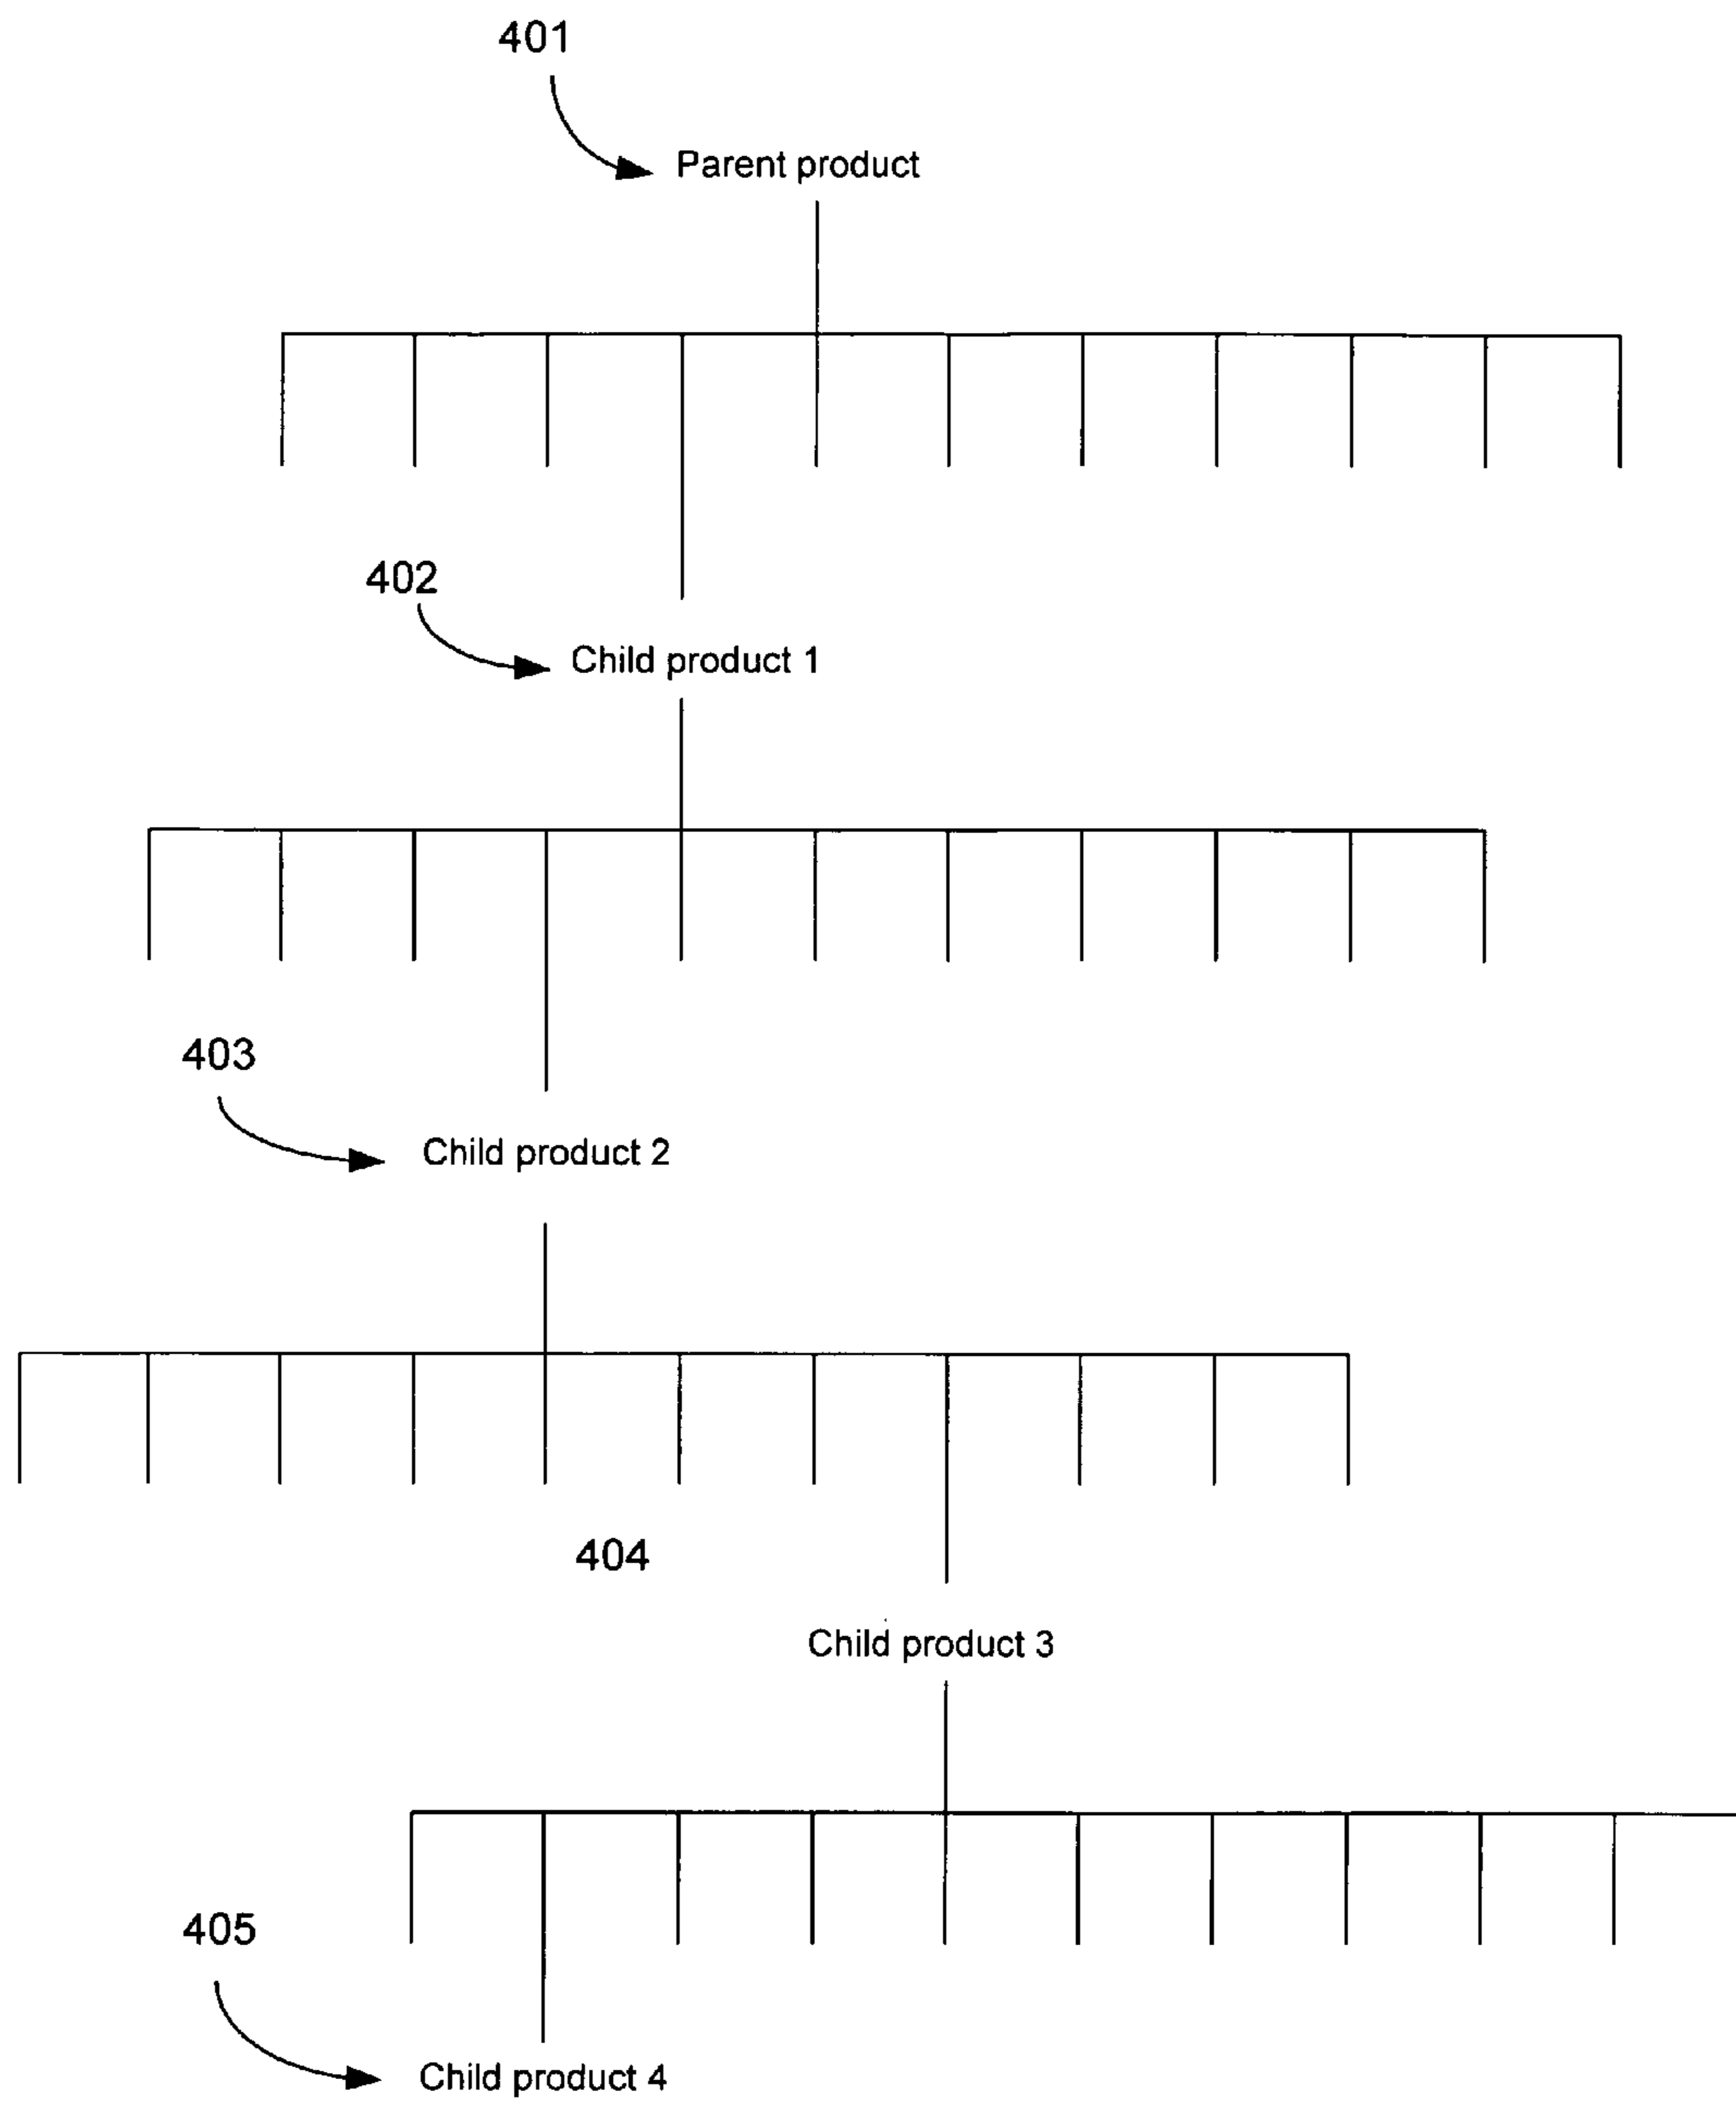 401
Parent product
402
Child product 1
403
Child product 2
404
Child product 3
405
Child product 4